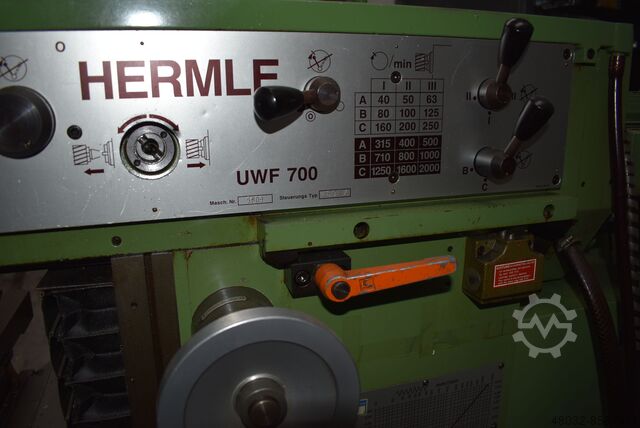 O
HERMLE
/min
I II III
A 40 50 63
B 80 100 125
C 160 200 250
A 315 400 500
B 710 800 1000
C 1250 1600 2000
II
I
B
C
UWF 700
Masch. Nr.
Steuerungs Typ